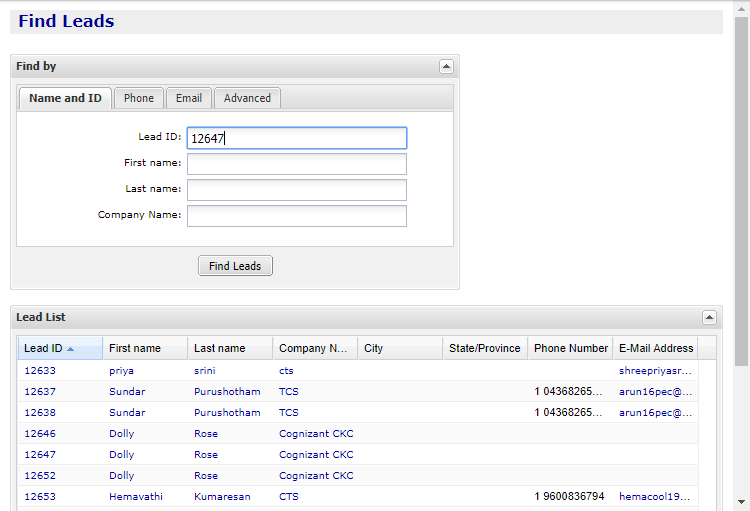 Find Leads
Find by
Name and ID Phone Email Advanced
Lead ID: 12647
First name:
Last name:
Company Name:
Find Leads
Lead List
Lead ID First name Last name Company N... City State/Province Phone Number E-Mail Address
12633 priya srini cts shreepriyasr...
12637 Sundar Purushotham TCS 1 04368265... arun16pec@...
12638 Sundar Purushotham TCS 1 04368265... arun16pec@...
12646 Dolly Rose Cognizant CKC
12647 Dolly Rose Cognizant CKC
12652 Dolly Rose Cognizant CKC
12653 Hemavathi Kumaresan CTS 1 9600836794 hemacool19...